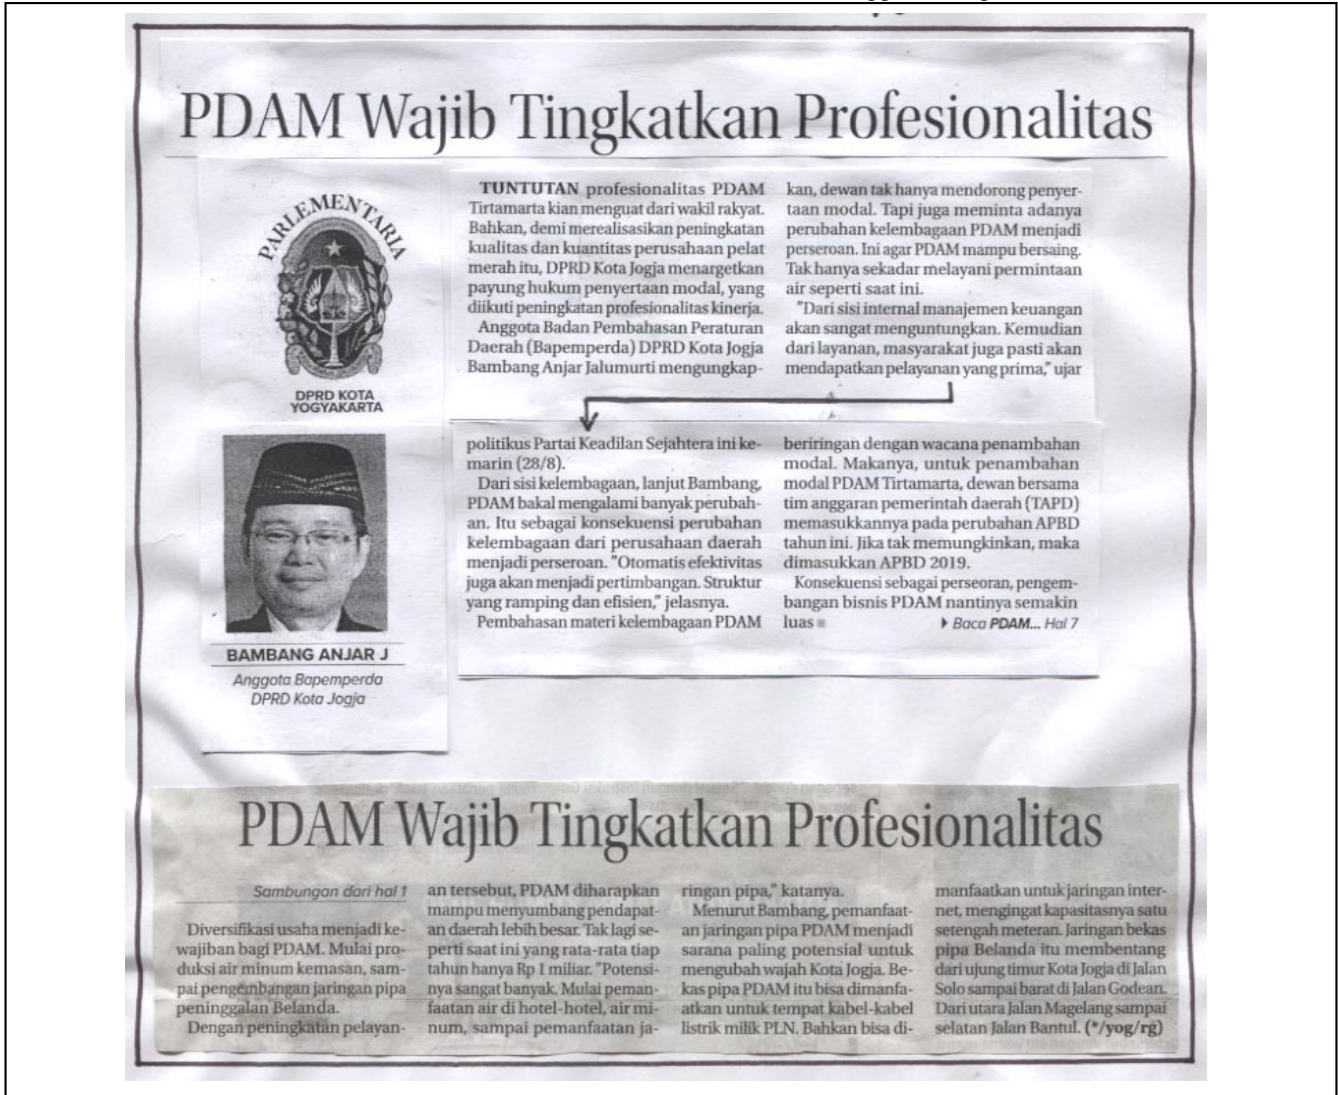 PDAM Wajib Tingkatkan Profesionalitas
PARLEMENTARIA
DPRD KOTA
YOGYAKARTA
BAMBANG ANJAR J
Anggota Bapemperda
DPRD Kota Jogja
TUNTUTAN profesionalitas PDAM
Tirtamarta kian menguat dari wakil rakyat.
Bahkan, demi merealisasikan peningkatan
kualitas dan kuantitas perusahaan pelat
merah itu, DPRD Kota Jogja menargetkan
payung hukum penyertaan modal, yang
diikuti peningkatan profesionalitas kinerja.
Anggota Badan Pembahasan Peraturan
Daerah (Bapemperda) DPRD Kota Jogja
Bambang Anjar Jalumurti mengungkap-
kan, dewan tak hanya mendorong penyer-
taan modal. Tapi juga meminta adanya
perubahan kelembagaan PDAM menjadi
perseroan. Ini agar PDAM mampu bersaing.
Tak hanya sekadar melayani permintaan
air seperti saat ini.
"Dari sisi internal manajemen keuangan
akan sangat menguntungkan. Kemudian
dari layanan, masyarakat juga pasti akan
mendapatkan pelayanan yang prima," ujar
politikus Partai Keadilan Sejahtera ini ke-
marin (28/8).
Dari sisi kelembagaan, lanjut Bambang,
PDAM bakal mengalami banyak perubah-
an. Itu sebagai konsekuensi perubahan
kelembagaan dari perusahaan daerah
menjadi perseroan. "Otomatis efektivitas
juga akan menjadi pertimbangan. Struktur
yang ramping dan efisien," jelasnya.
Pembahasan materi kelembagaan PDAM
beriringan dengan wacana penambahan
modal. Makanya, untuk penambahan
modal PDAM Tirtamarta, dewan bersama
tim anggaran pemerintah daerah (TAPD)
memasukkannya pada perubahan APBD
tahun ini. Jika tak memungkinkan, maka
dimasukkan APBD 2019.
Konsekuensi sebagai perseoran, pengem-
bangan bisnis PDAM nantinya semakin
luas ■ ▶ Baca PDAM... Hal 7
PDAM Wajib Tingkatkan Profesionalitas
Sambungan dari hal 1
Diversifikasi usaha menjadi ke-
wajiban bagi PDAM. Mulai pro-
duksi air minum kemasan, sam-
pai pengembangan jaringan pipa
peninggalan Belanda.
Dengan peningkatan pelayan-
an tersebut, PDAM diharapkan
mampu menyumbang pendapat-
an daerah lebih besar. Tak lagi se-
perti saat ini yang rata-rata tiap
tahun hanya Rp 1 miliar. "Potensi-
nya sangat banyak. Mulai peman-
faatan air di hotel-hotel, air mi-
num, sampai pemanfaatan ja-
ringan pipa," katanya.
Menurut Bambang, pemanfaat-
an jaringan pipa PDAM menjadi
sarana paling potensial untuk
mengubah wajah Kota Jogja. Be-
kas pipa PDAM itu bisa dimanfa-
atkan untuk tempat kabel-kabel
listrik milik PLN. Bahkan bisa di-
manfaatkan untuk jaringan inter-
net, mengingat kapasitasnya satu
setengah meteran. Jaringan bekas
pipa Belanda itu membentang
dari ujung timur Kota Jogja di Jalan
Solo sampai barat di Jalan Godean.
Dari utara Jalan Magelang sampai
selatan Jalan Bantul. (*/yog/rg)